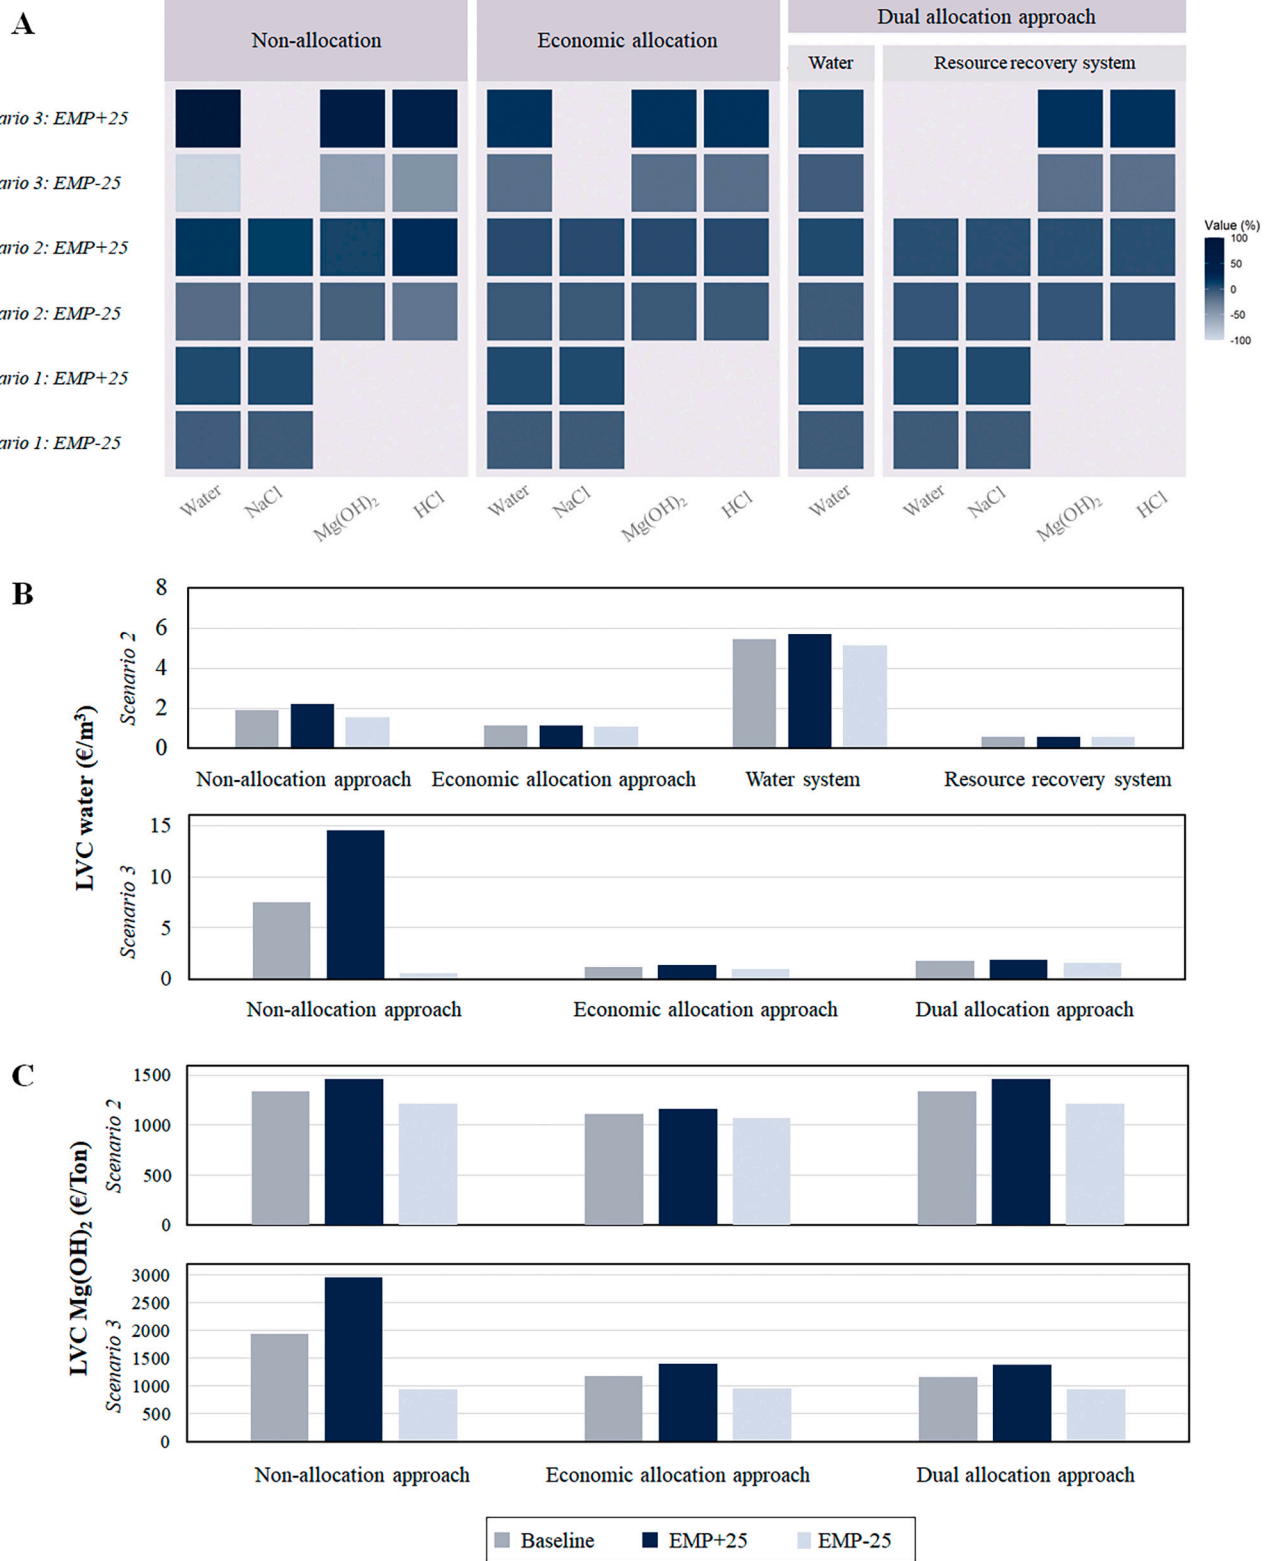 A
Non-allocation
Economic allocation
Dual allocation approach
Water
Resource recovery system
ario 3: EMP+25
ario 3: EMP-25
ario 2: EMP+25
ario 2: EMP-25
ario 1: EMP+25
ario 1: EMP-25
Value (%)
100
50
0
-50
-100
Water
NaCl
Mg(OH)2
HCl
Water
NaCl
Mg(OH)2
HCl
Water
Water
NaCl
Mg(OH)2
HCl
B
LVC water (€/m3)
Scenario 2
8
6
4
2
0
Non-allocation approach
Economic allocation approach
Water system
Resource recovery system
Scenario 3
15
10
5
0
Non-allocation approach
Economic allocation approach
Dual allocation approach
C
LVC Mg(OH)2 (€/Ton)
Scenario 2
1500
1000
500
0
Scenario 3
3000
2500
2000
1500
1000
500
0
Non-allocation approach
Economic allocation approach
Dual allocation approach
Baseline
EMP+25
EMP-25